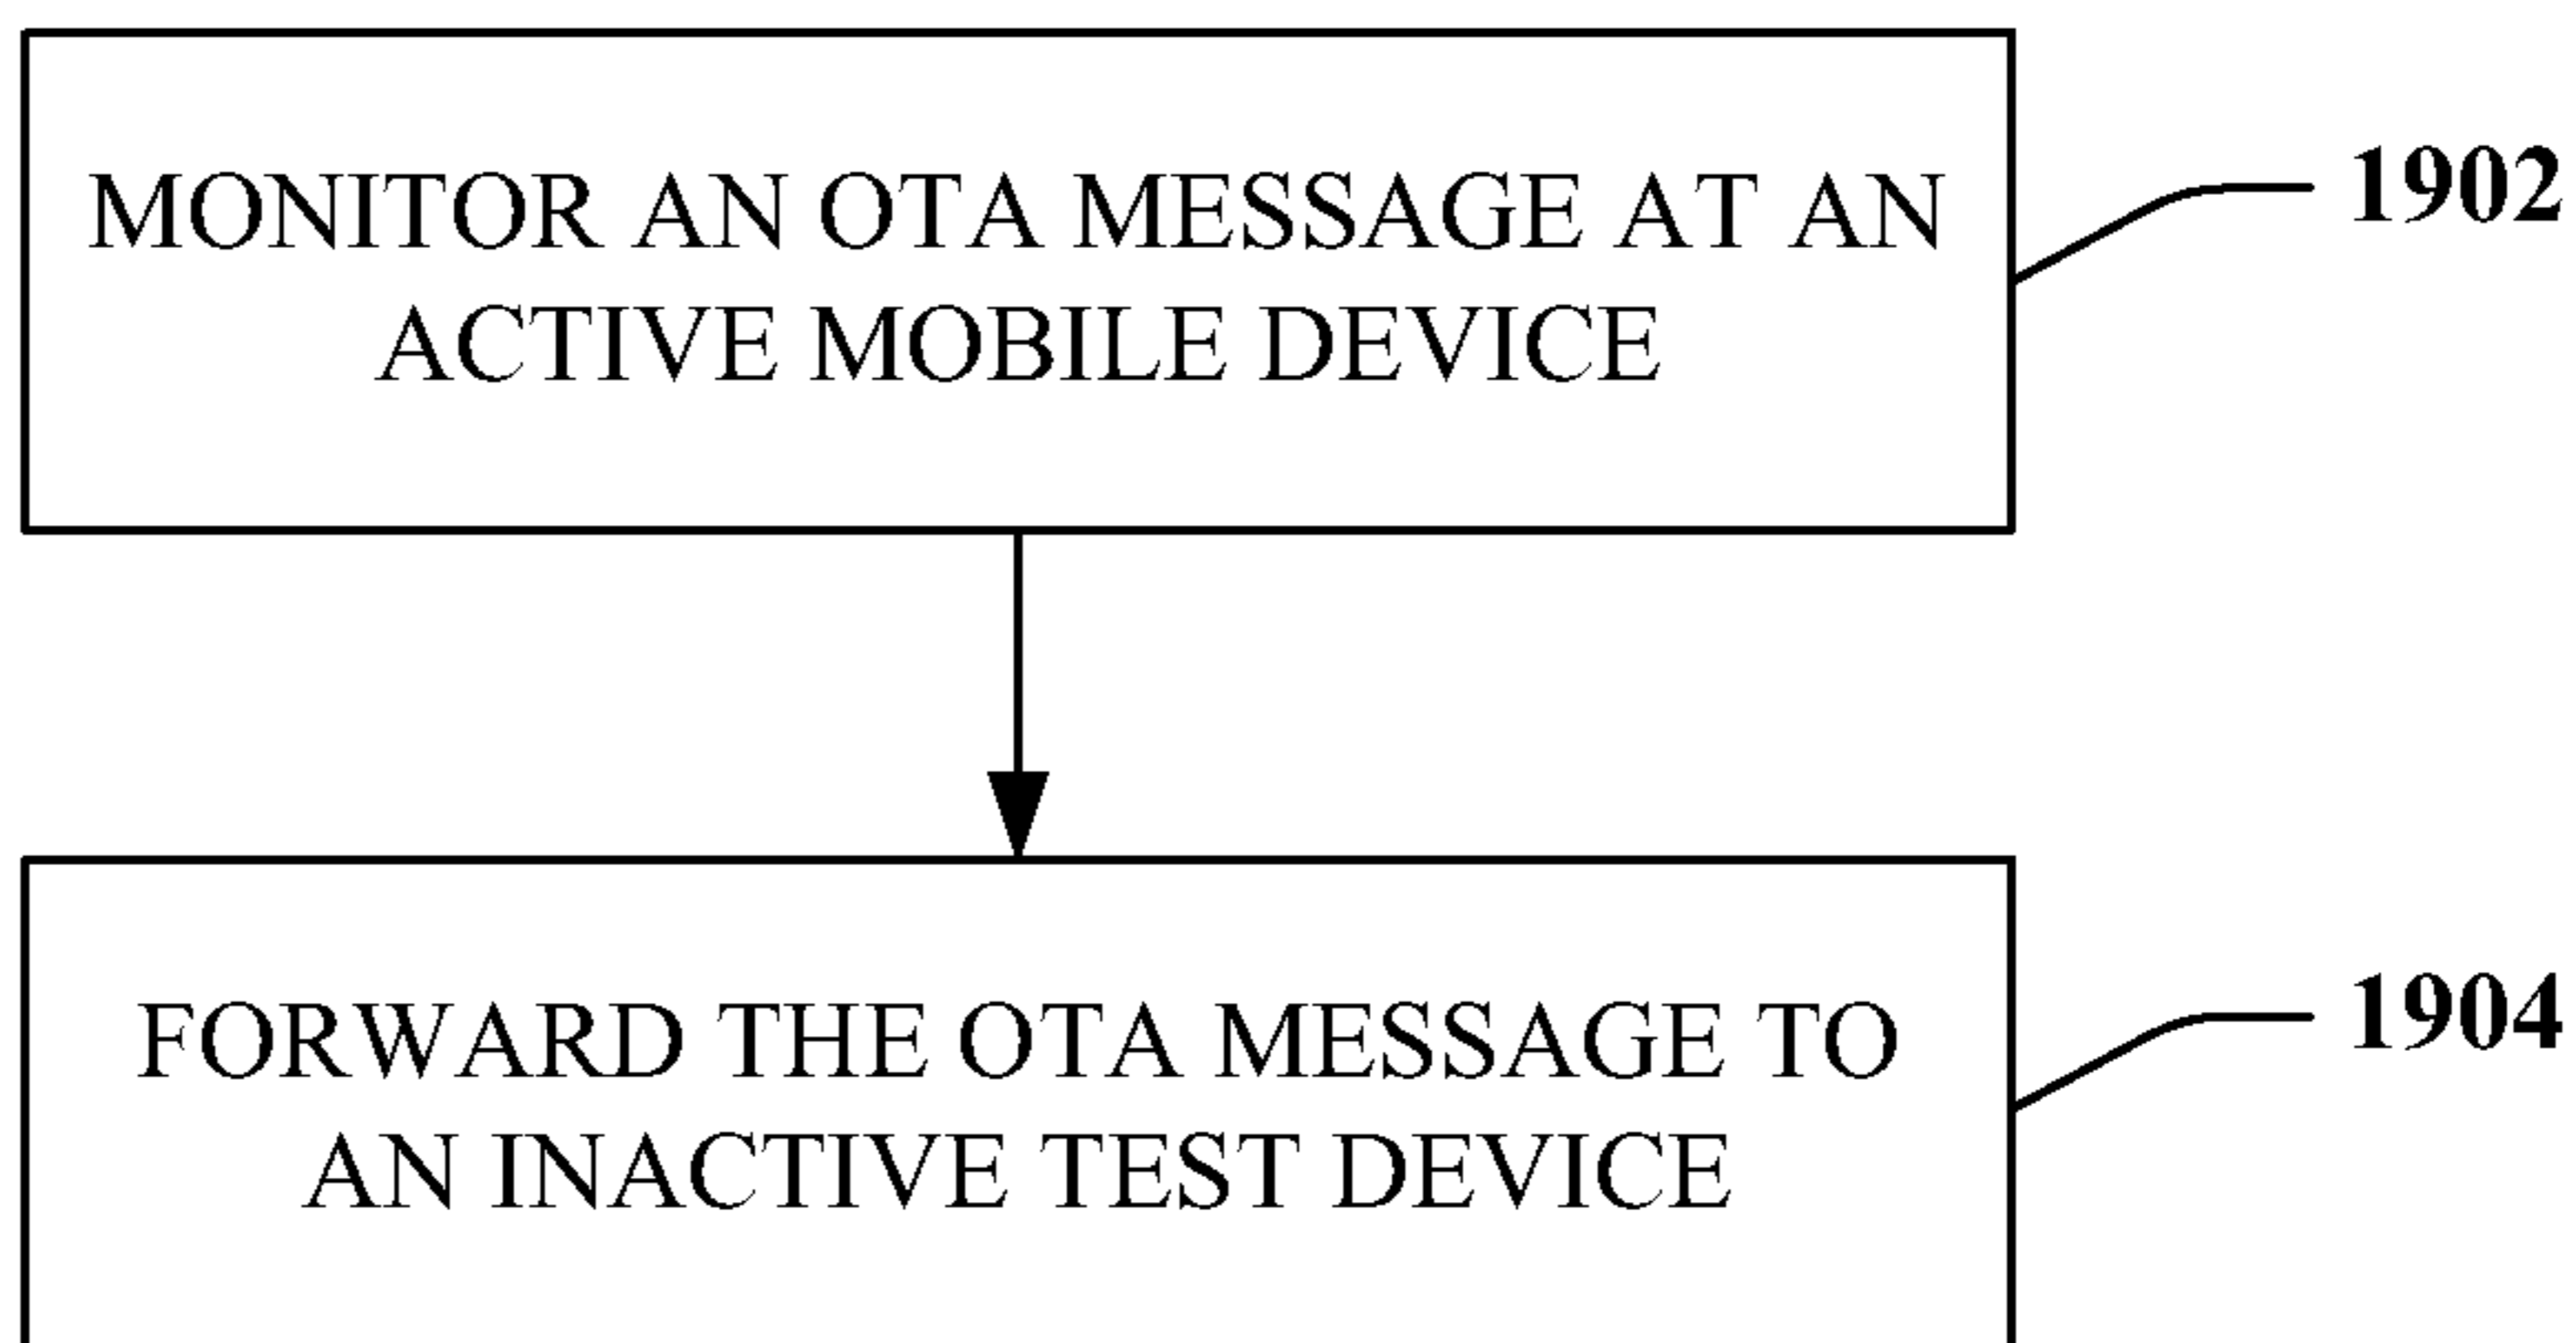 MONITOR AN OTA MESSAGE AT AN
ACTIVE MOBILE DEVICE
1902
FORWARD THE OTA MESSAGE TO
AN INACTIVE TEST DEVICE
1904